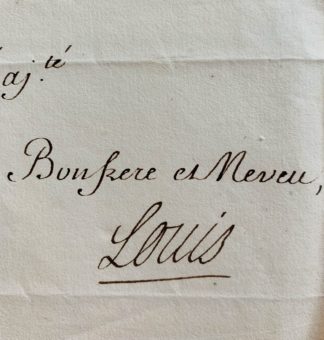 aj.té
Bon frere et Neveu,
Louis